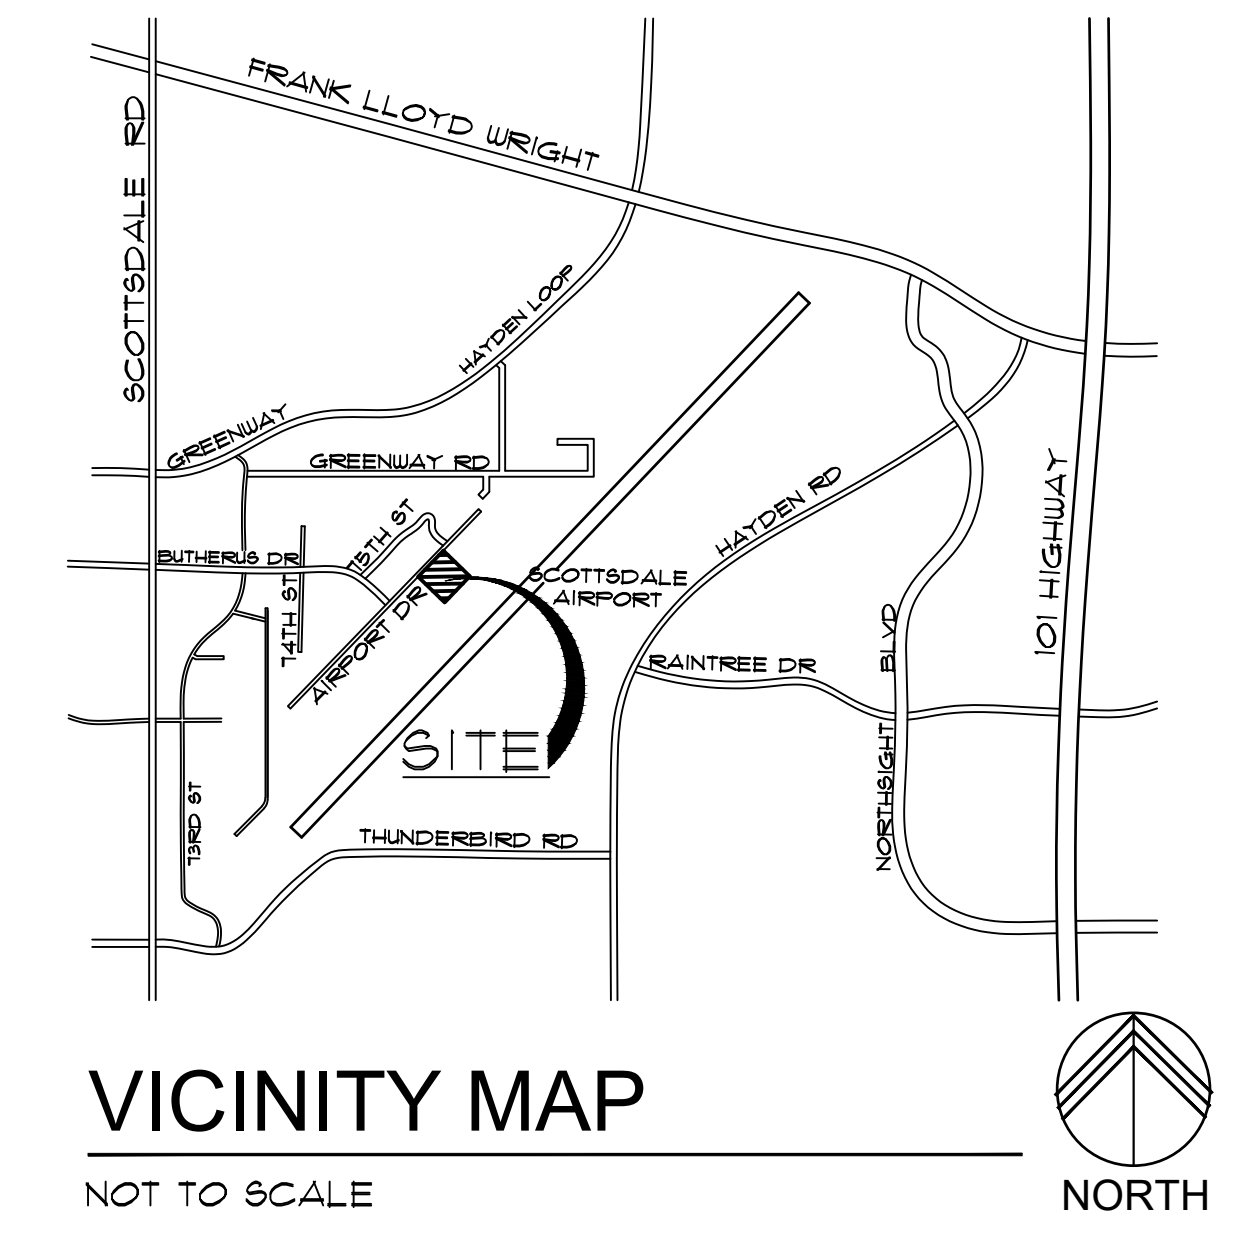 FRANK LLOYD WRIGHT
SCOTTSDALE RD
HAYDEN LOOP
GREENWAY
GREENWAY RD
75TH ST
BUTHERUS DR
14TH ST
AIRPORT DR
SCOTTSDALE
AIRPORT
HAYDEN RD
101 HIGHWAY
RAINTREE DR
NORTHSIGHT BLVD
SITE
73RD ST
THUNDERBIRD RD
VICINITY MAP
NOT TO SCALE
NORTH